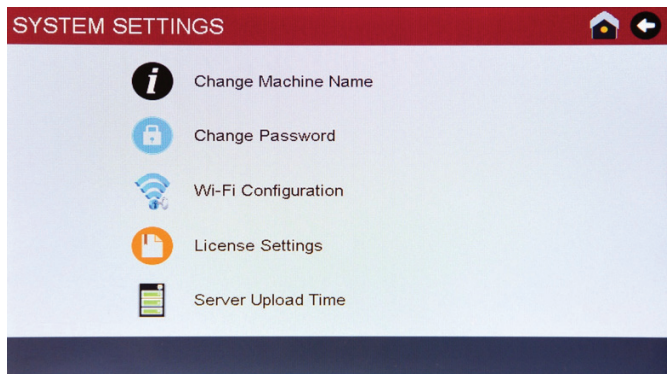 SYSTEM SETTINGS
Change Machine Name
Change Password
Wi-Fi Configuration
License Settings
Server Upload Time